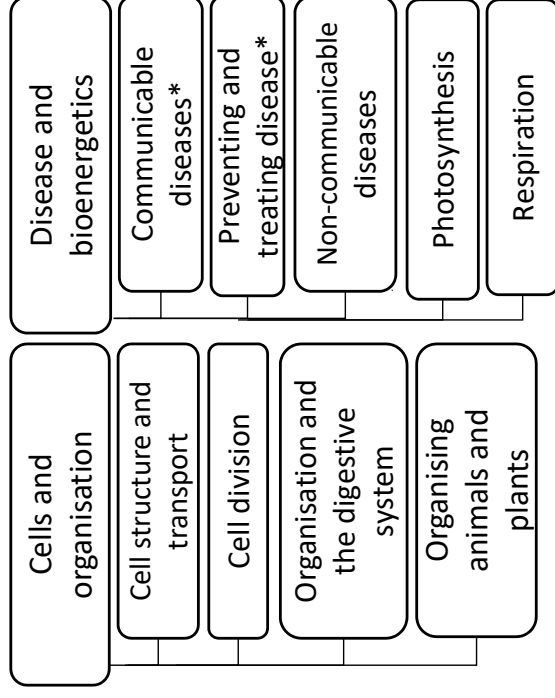 Cells and
organisation
Cell structure and
transport
Cell division
Organisation and
the digestive
system
Organising
animals and
plants
Disease and
bioenergetics
Communicable
diseases*
Preventing and
treating disease*
Non-communicable
diseases
Photosynthesis
Respiration